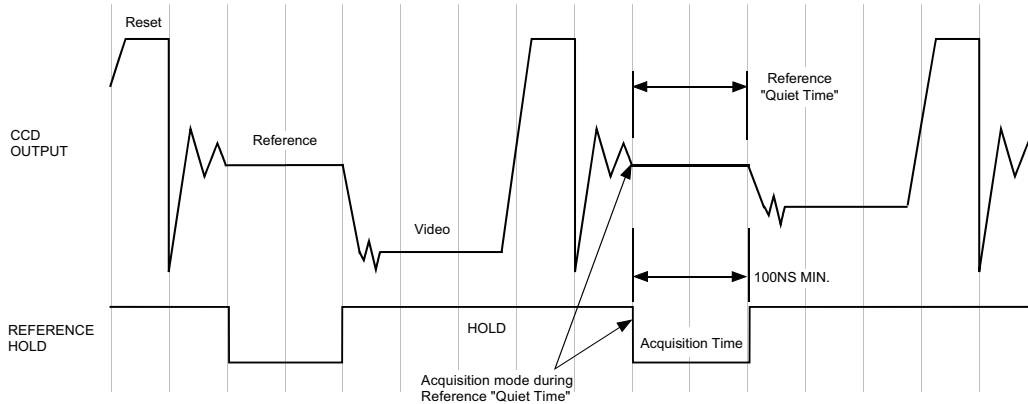 Reset
Reference
"Quiet Time"
CCD
OUTPUT
Reference
Video
100NS MIN.
REFERENCE
HOLD
HOLD
Acquisition Time
Acquisition mode during
Reference "Quiet Time"